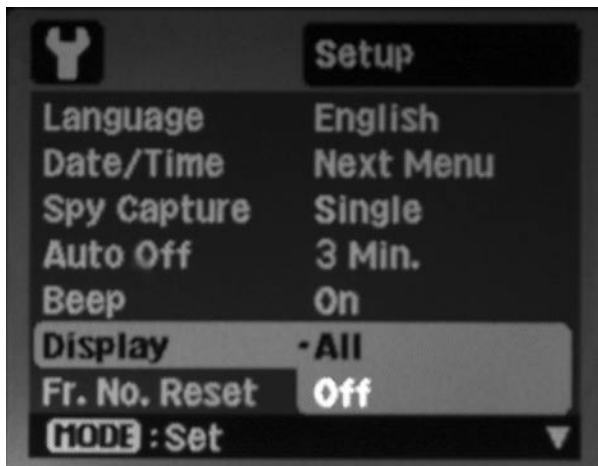 Setup
Language English
Date/Time Next Menu
Spy Capture Single
Auto Off 3 Min.
Beep On
Display ·All
Fr. No. Reset Off
MODE :Set